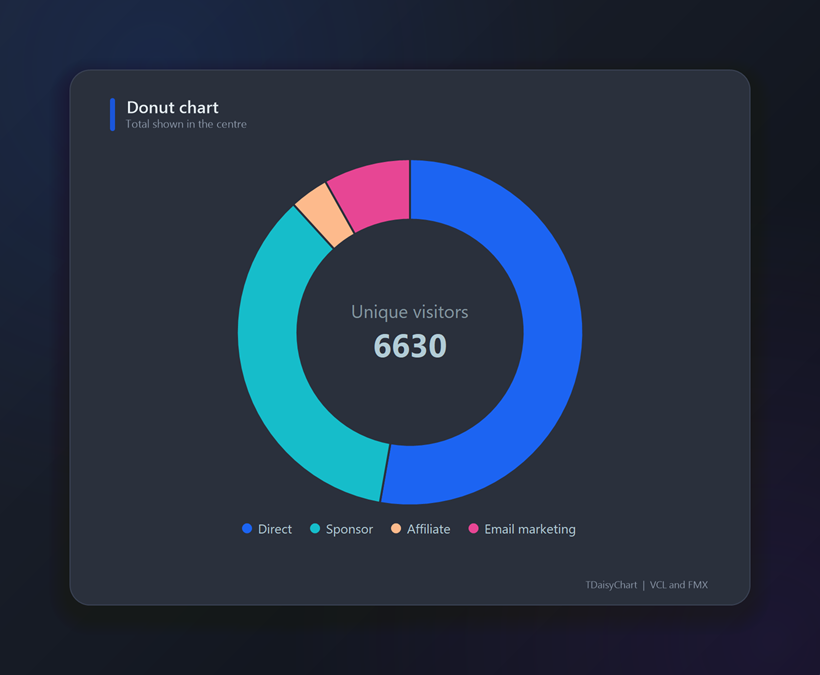 Donut chart
Total shown in the centre
Unique visitors
6630
Direct Sponsor Affiliate Email marketing
TDaisyChart | VCL and FMX